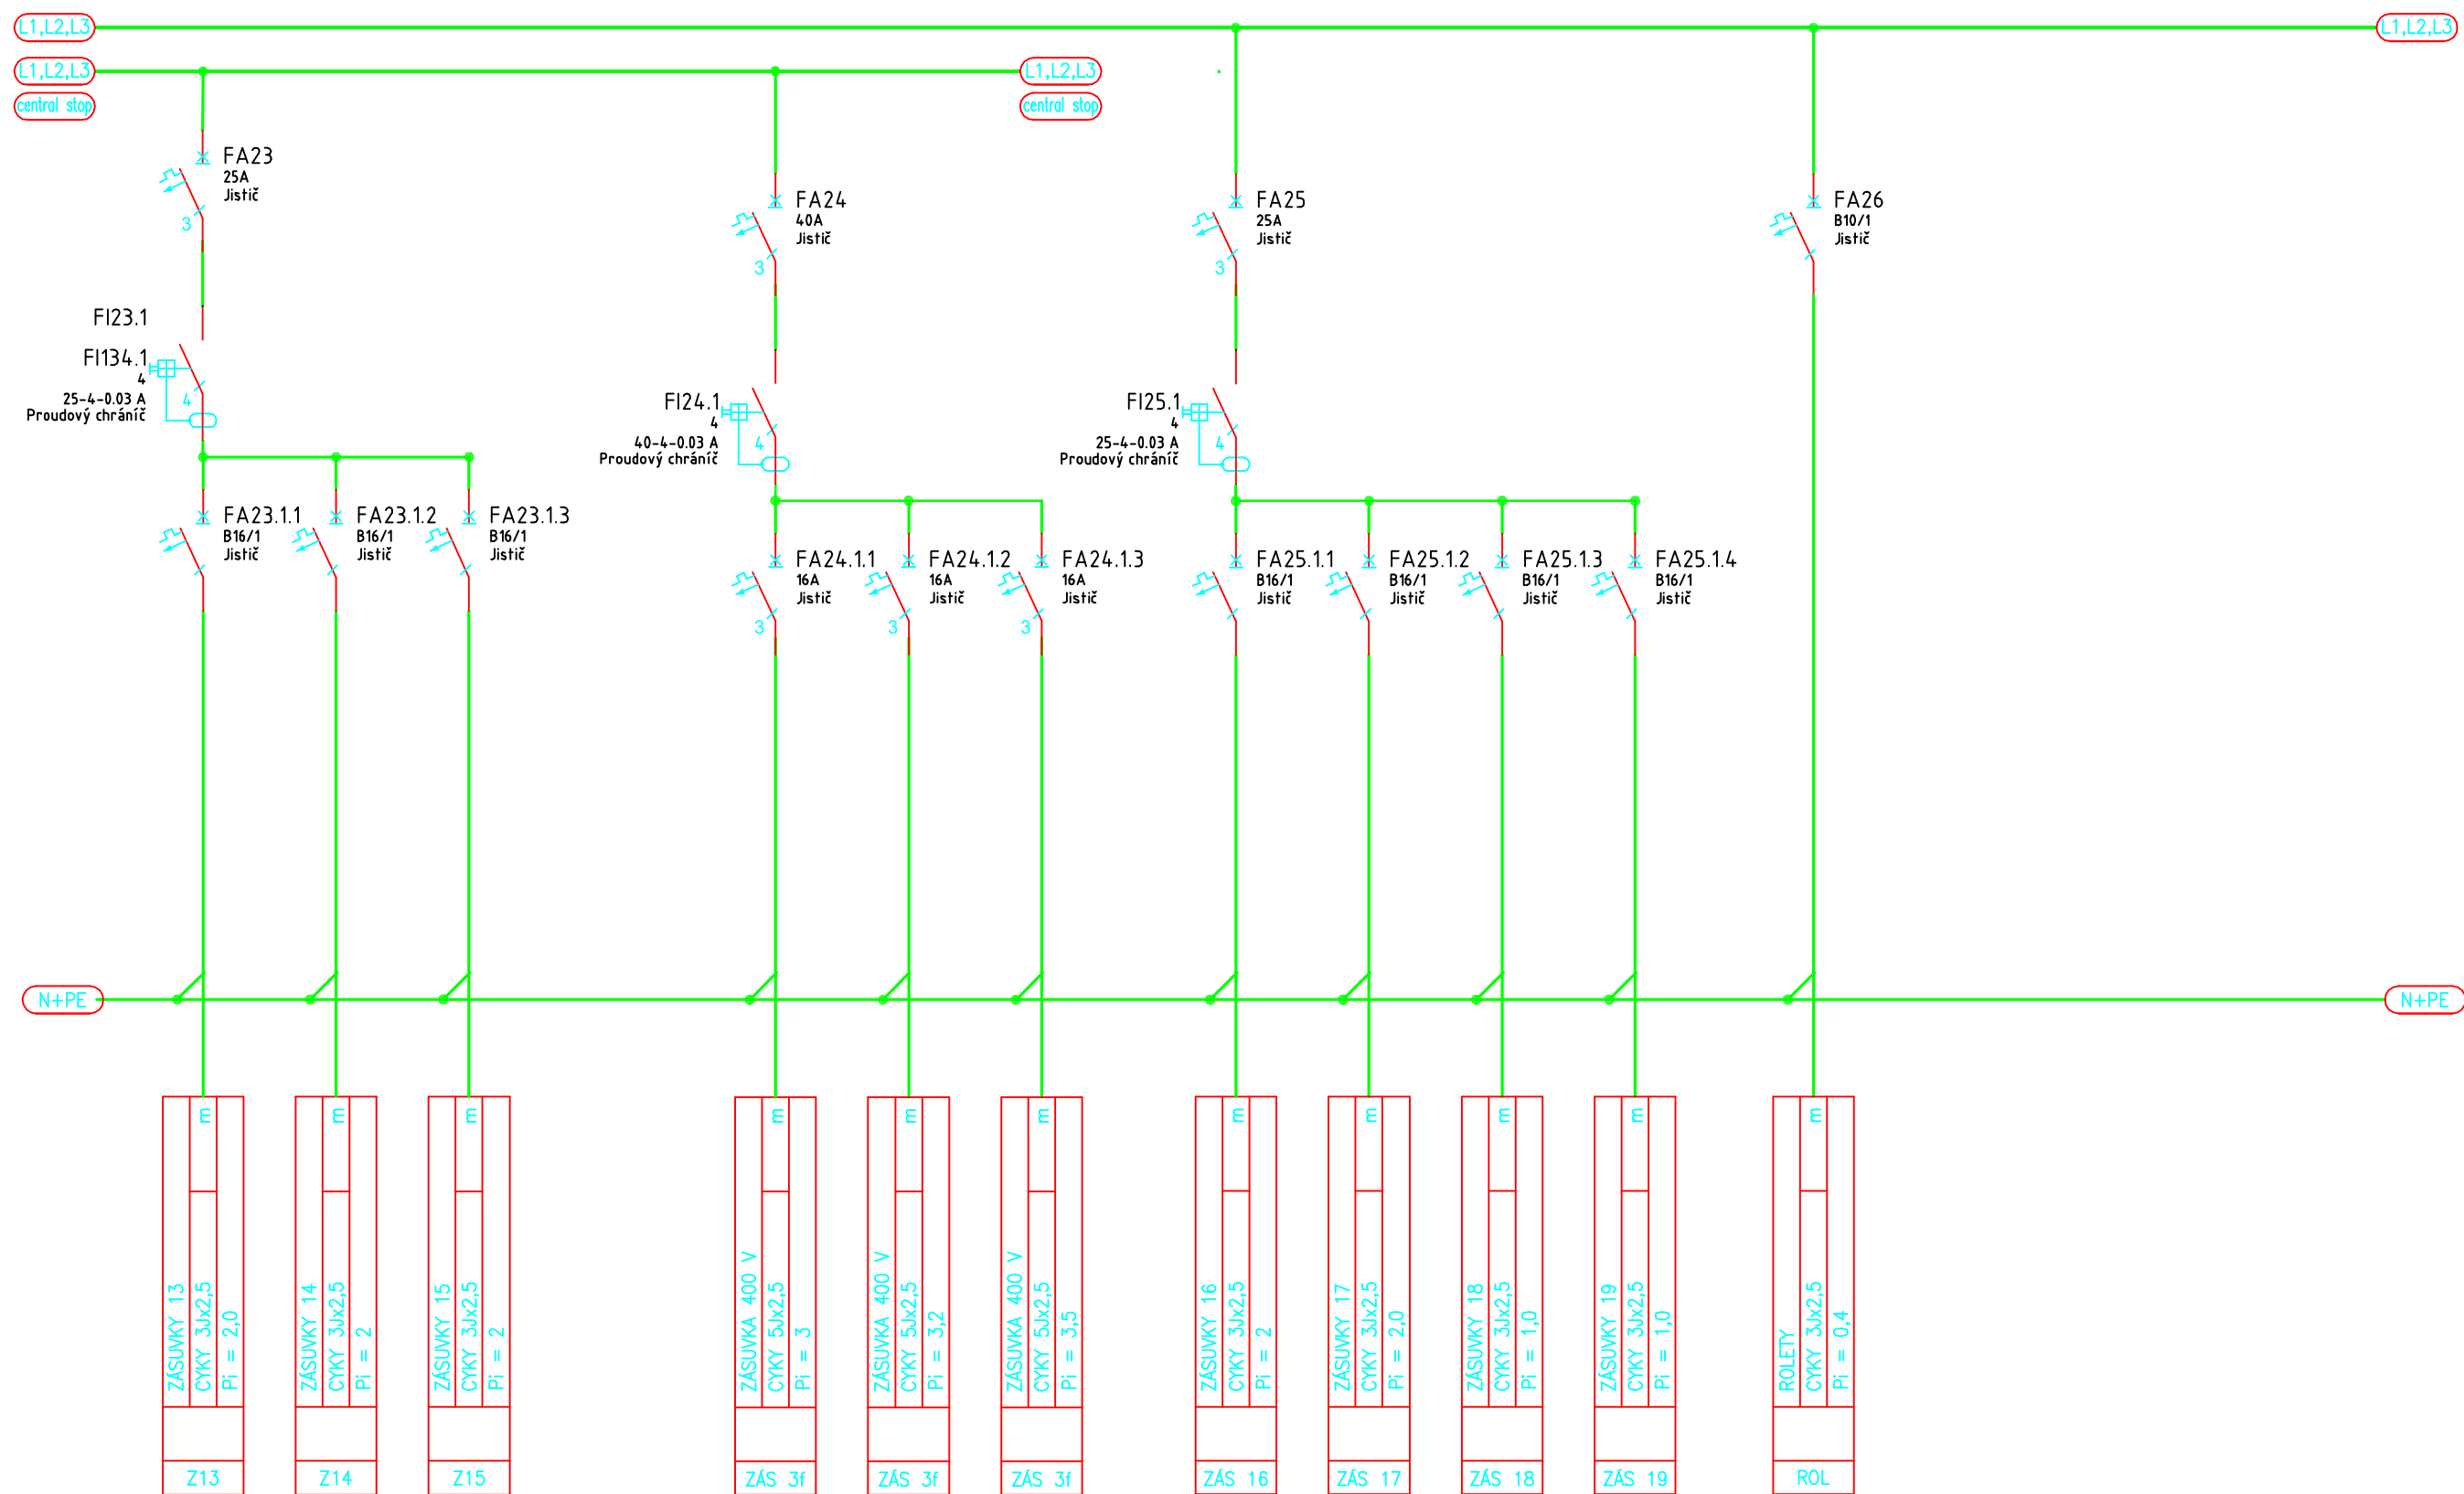 L1,L2,L3
L1,L2,L3
L1,L2,L3
L1,L2,L3
central stop
central stop
FA23
25A
Jistič
3
FA24
40A
Jistič
3
FA25
25A
Jistič
3
FA26
B10/1
Jistič
FI23.1
FI134.1
4
25-4-0.03 A
Proudový chráníč
4
FI24.1
4
40-4-0.03 A
Proudový chráníč
4
FI25.1
4
25-4-0.03 A
Proudový chráníč
4
FA23.1.1
B16/1
Jistič
FA23.1.2
B16/1
Jistič
FA23.1.3
B16/1
Jistič
FA24.1.1
16A
Jistič
3
FA24.1.2
16A
Jistič
3
FA24.1.3
16A
Jistič
3
FA25.1.1
B16/1
Jistič
FA25.1.2
B16/1
Jistič
FA25.1.3
B16/1
Jistič
FA25.1.4
B16/1
Jistič
N+PE
N+PE
ZÁSUVKY 13
CYKY 3Jx2,5
m
Pi = 2,0
Z13
ZÁSUVKY 14
CYKY 3Jx2,5
m
Pi = 2
Z14
ZÁSUVKY 15
CYKY 3Jx2,5
m
Pi = 2
Z15
ZÁSUVKA 400 V
CYKY 5Jx2,5
m
Pi = 3
ZÁS 3f
ZÁSUVKA 400 V
CYKY 5Jx2,5
m
Pi = 3,2
ZÁS 3f
ZÁSUVKA 400 V
CYKY 5Jx2,5
m
Pi = 3,5
ZÁS 3f
ZÁSUVKY 16
CYKY 3Jx2,5
m
Pi = 2
ZÁS 16
ZÁSUVKY 17
CYKY 3Jx2,5
m
Pi = 2,0
ZÁS 17
ZÁSUVKY 18
CYKY 3Jx2,5
m
Pi = 1,0
ZÁS 18
ZÁSUVKY 19
CYKY 3Jx2,5
m
Pi = 1,0
ZÁS 19
ROLETY
CYKY 3Jx2,5
m
Pi = 0,4
ROL